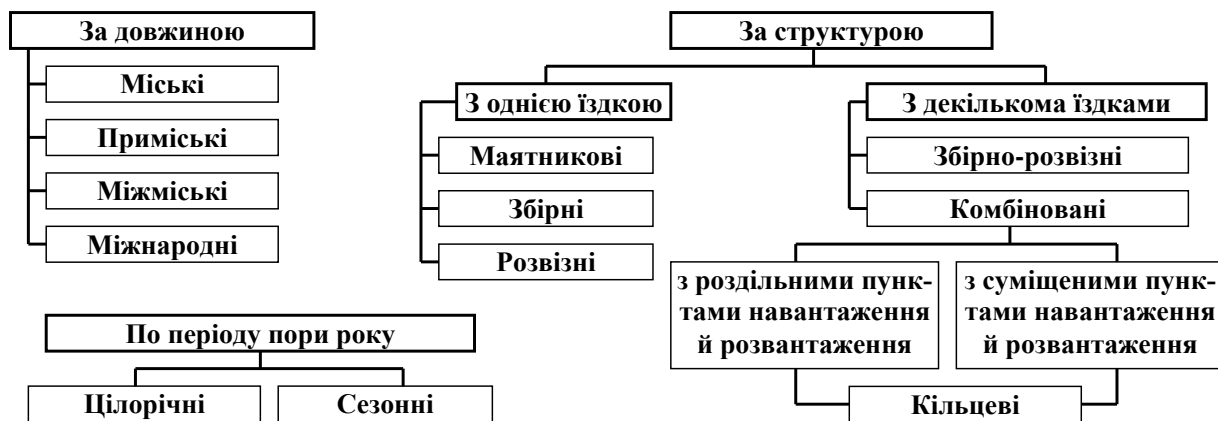 За довжиною
Міські
Приміські
Міжміські
Міжнародні
За структурою
З однією їздкою
Маятникові
Збірні
Розвізні
З декількома їздками
Збірно-розвізні
Комбіновані
з роздільними пунк-
тами навантаження
й розвантаження
з суміщеними пунк-
тами навантаження
й розвантаження
Кільцеві
По періоду пори року
Цілорічні
Сезонні